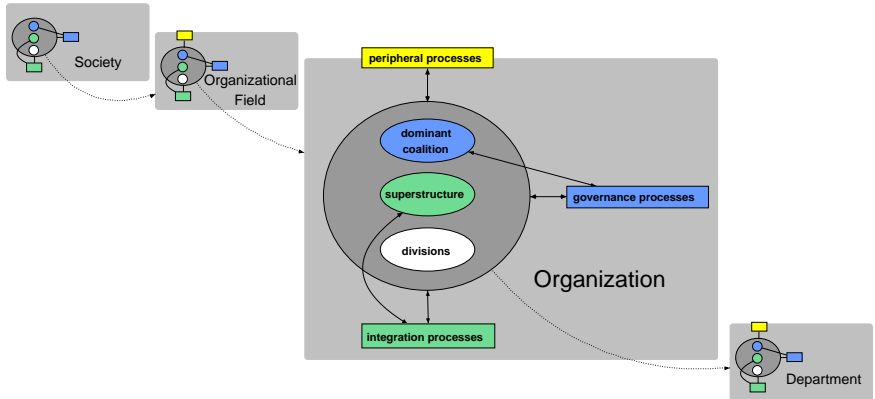 Society
Organizational
Field
peripheral processes
dominant
coalition
superstructure
governance processes
divisions
Organization
integration processes
Department